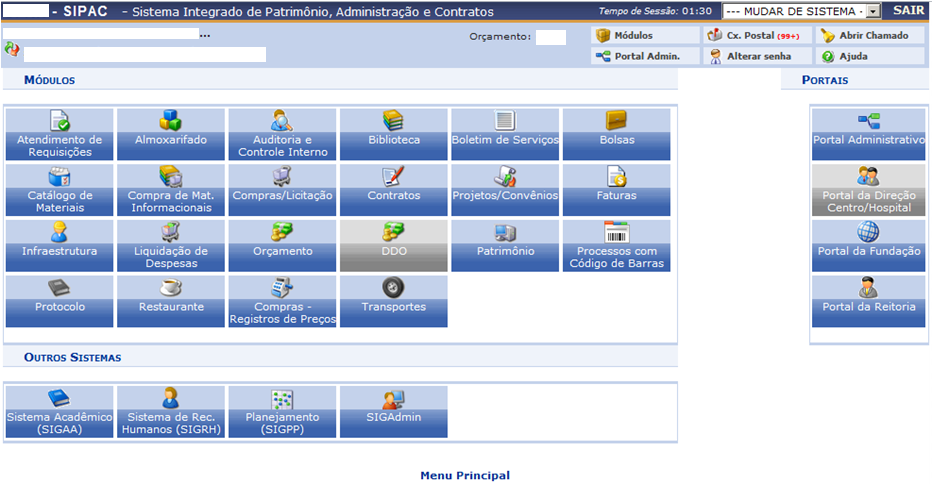 - SIPAC - Sistema Integrado de Patrimônio, Administração e Contratos
Tempo de Sessão: 01:30
--- MUDAR DE SISTEMA -
SAIR
...
Orçamento:
Módulos
Cx. Postal (99+)
Abrir Chamado
Portal Admin.
Alterar senha
Ajuda
MÓDULOS
PORTAIS
Atendimento de
Requisições
Almoxarifado
Auditoria e
Controle Interno
Biblioteca
Boletim de Serviços
Bolsas
Portal Administrativo
Catálogo de
Materiais
Compra de Mat.
Informacionais
Compras/Licitação
Contratos
Projetos/Convênios
Faturas
Portal da Direção
Centro/Hospital
Infraestrutura
Liquidação de
Despesas
Orçamento
DDO
Patrimônio
Processos com
Código de Barras
Portal da Fundação
Protocolo
Restaurante
Compras -
Registros de Preços
Transportes
Portal da Reitoria
OUTROS SISTEMAS
Sistema Acadêmico
(SIGAA)
Sistema de Rec.
Humanos (SIGRH)
Planejamento
(SIGPP)
SIGAdmin
Menu Principal